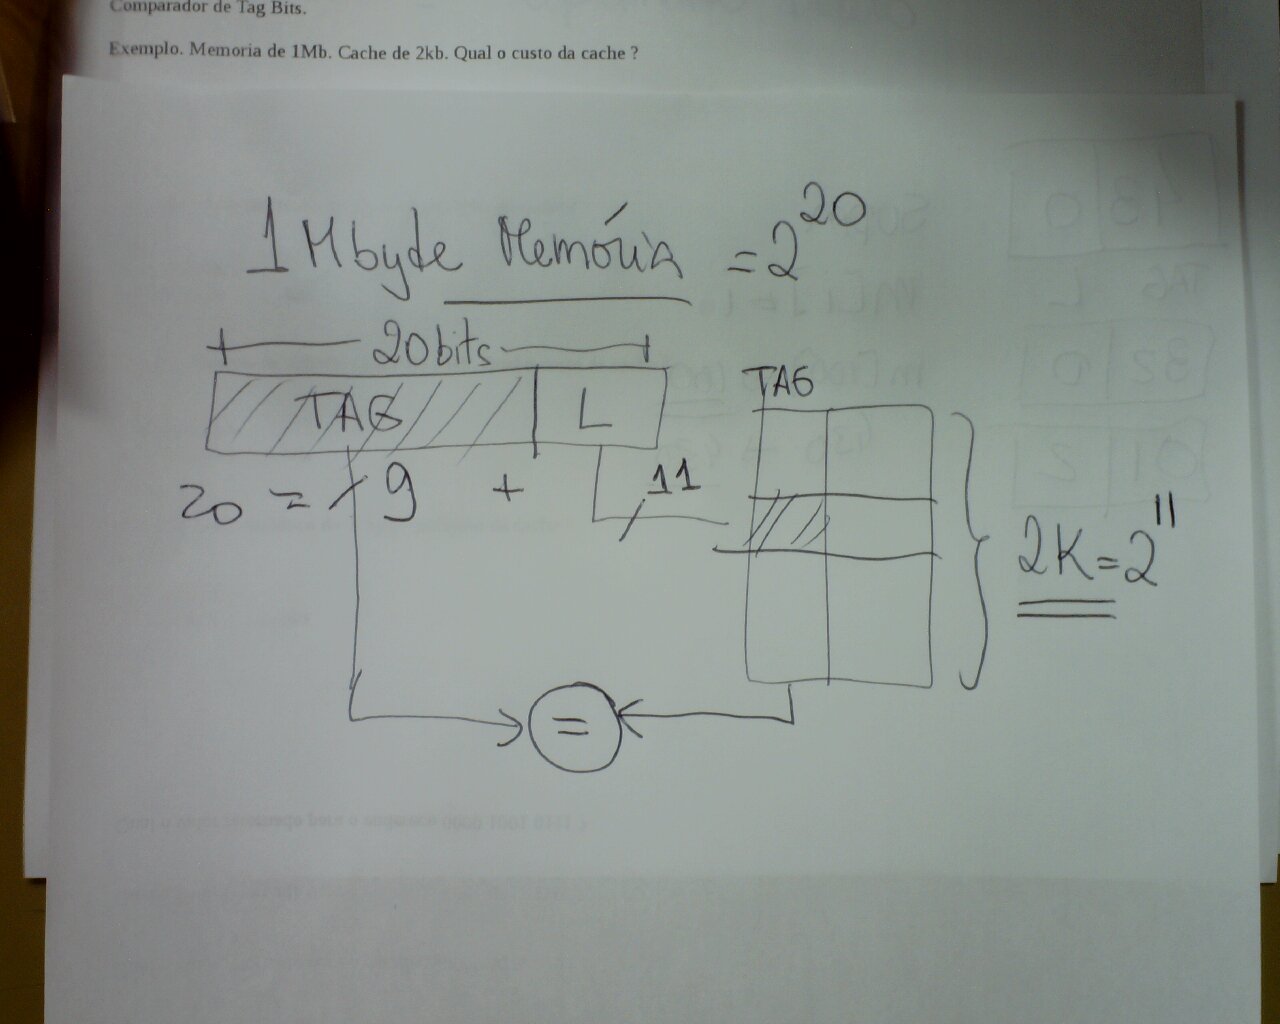 Comparador de Tag Bits.
Exemplo. Memoria de 1Mb. Cache de 2kb. Qual o custo da cache ?
1 Mbyde Memória = 2^20
20 bits
TAG L
TAG
20 = 9 + 11
2K = 2^11
=